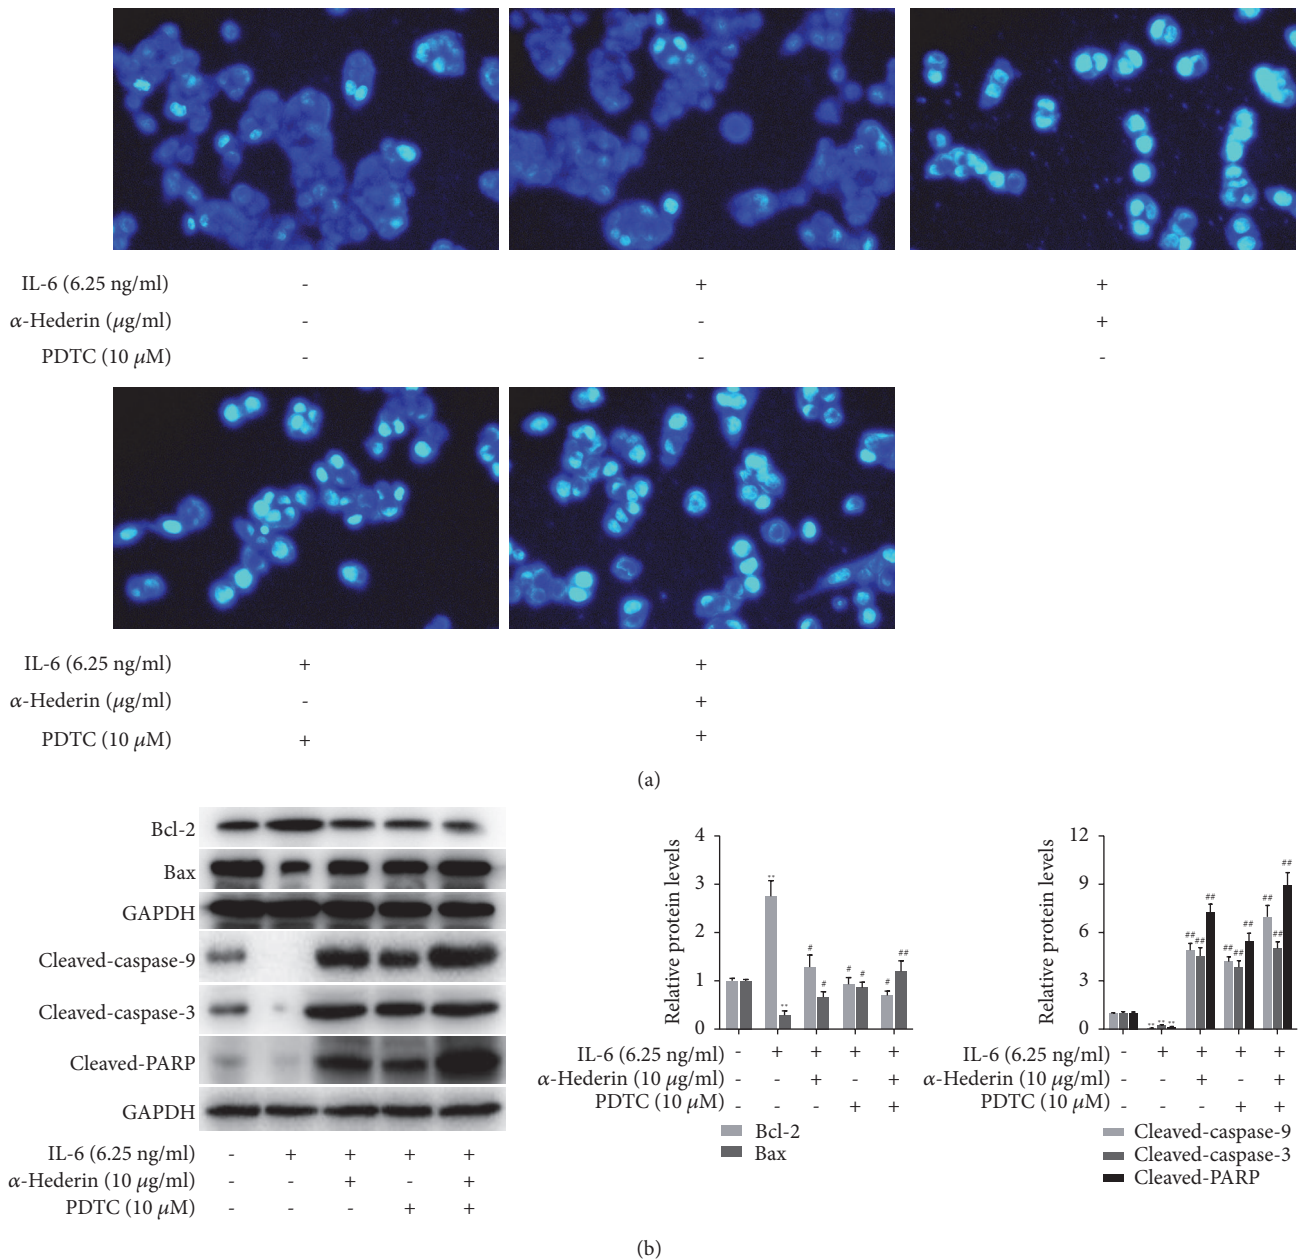 IL-6 (6.25 ng/ml) - + +
α-Hederin (μg/ml) - - +
PDTC (10 μM) - - -
IL-6 (6.25 ng/ml) + +
α-Hederin (μg/ml) - +
PDTC (10 μM) + +
(a)
Bcl-2
Bax
GAPDH
Cleaved-caspase-9
Cleaved-caspase-3
Cleaved-PARP
GAPDH
IL-6 (6.25 ng/ml) - + + + +
α-Hederin (10 μg/ml) - - + - +
PDTC (10 μM) - - - + +
Relative protein levels
4
3
2
1
0
** ** # # # # # ##
IL-6 (6.25 ng/ml) - + + + +
α-Hederin (10 μg/ml) - - + - +
PDTC (10 μM) - - - + +
Bcl-2
Bax
Relative protein levels
12
9
6
3
0
** ** ** ## ## ## ## ## ## ## ## ##
IL-6 (6.25 ng/ml) - + + + +
α-Hederin (10 μg/ml) - - + - +
PDTC (10 μM) - - - + +
Cleaved-caspase-9
Cleaved-caspase-3
Cleaved-PARP
(b)